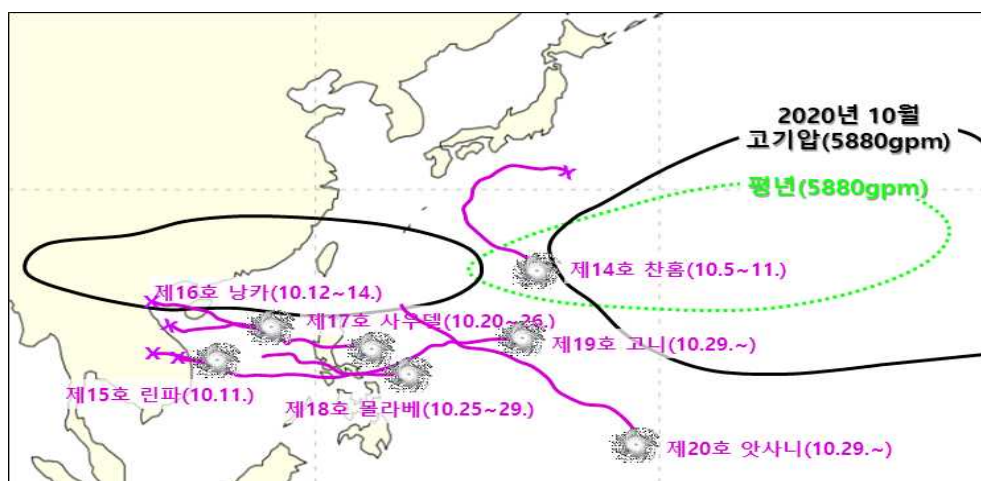 2020년 10월
고기압(5880gpm)
평년(5880gpm)
제14호 찬홈(10.5~11.)
제16호 낭카(10.12~14.)
제17호 사우델(10.20~26.)
제19호 고니(10.29.~)
제15호 린파(10.11.)
제18호 몰라베(10.25~29.)
제20호 앗사니(10.29.~)